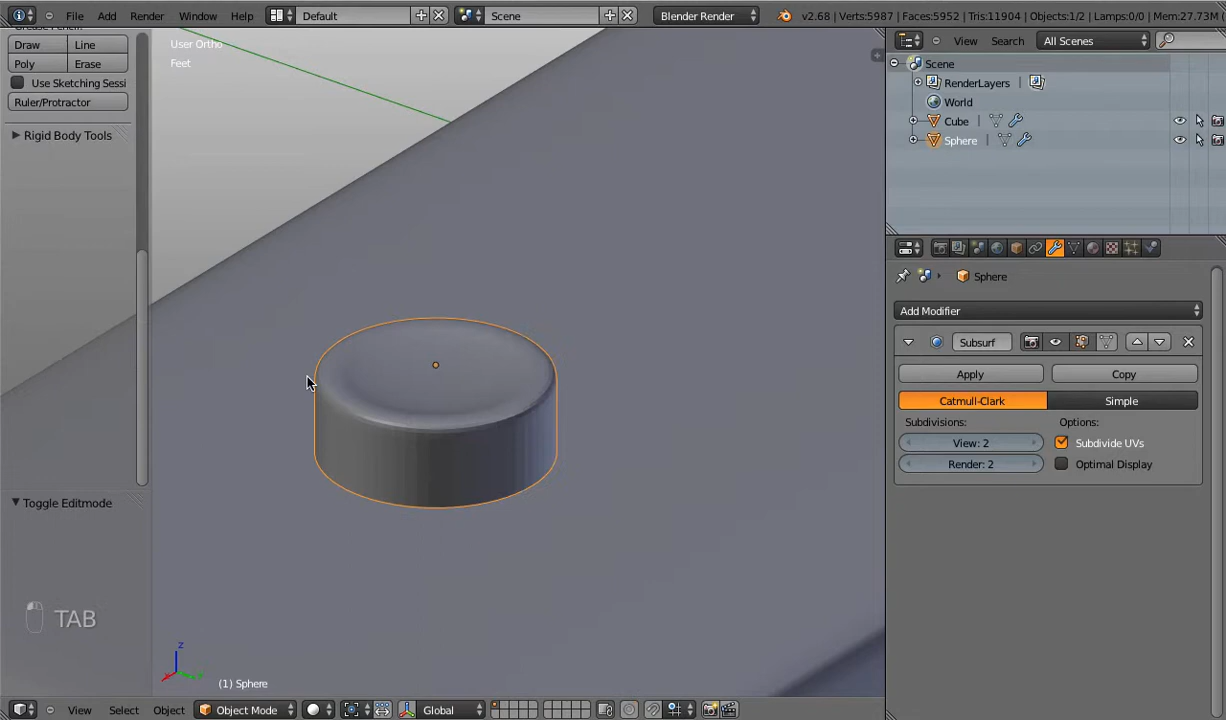 File Add Render Window Help Default Scene Blender Render v2.68 | Verts:5987 | Faces:5952 | Tris:11904 | Objects:1/2 | Lamps:0/0 | Mem:27.73M
Draw Line
Poly Erase
Use Sketching Sessi
Ruler/Protractor
Rigid Body Tools
Toggle Editmode
TAB
User Ortho
Feet
(1) Sphere
View Select Object Object Mode Global
View Search All Scenes
Scene
RenderLayers
World
Cube
Sphere
Sphere
Add Modifier
Subsurf
Apply Copy
Catmull-Clark Simple
Subdivisions: Options:
View: 2 Subdivide UVs
Render: 2 Optimal Display